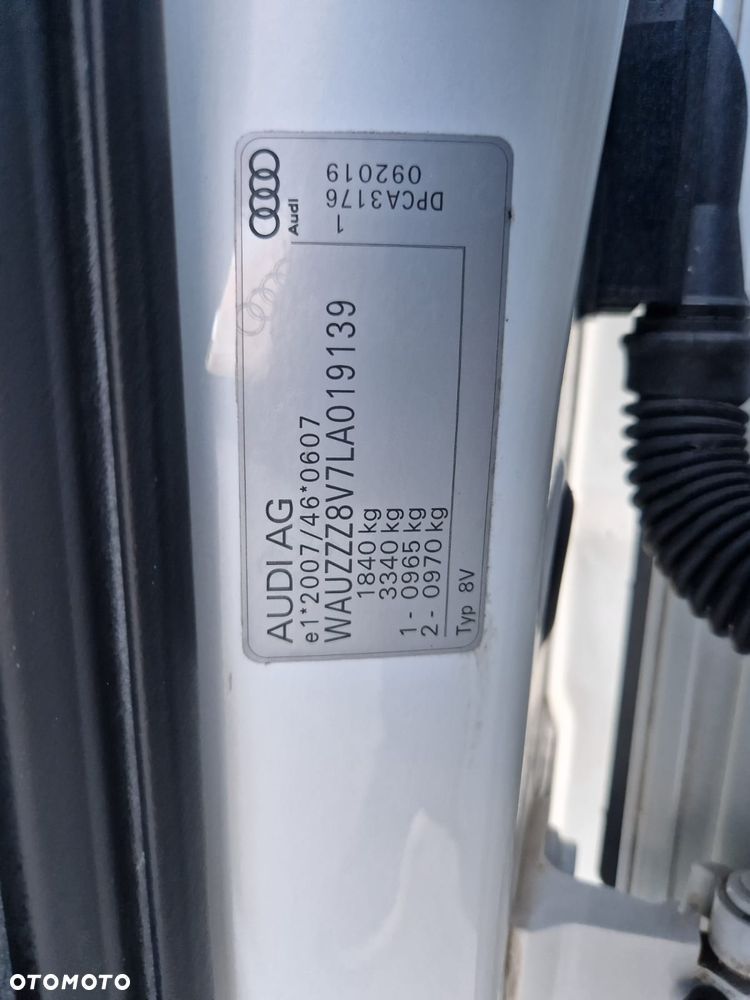 AUDI AG
e1*2007/46*0607
WAUZZZ8V7LA019139
1840 kg
3340 kg
1 - 0965 kg
2 - 0970 kg
Typ 8V
Audi
1
DPCA3176
092019
OTOMOTO